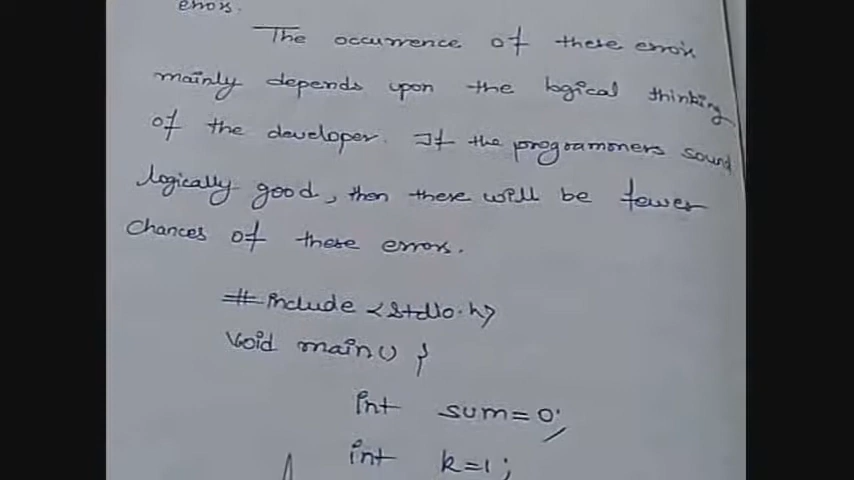 errors.
The occurrence of these errors
mainly depends upon the logical thinking
of the developer. If the programmers sound
logically good, then there will be fewer
chances of these errors.
#include <stdio.h>
void main() {
int sum=0;
int k=1;